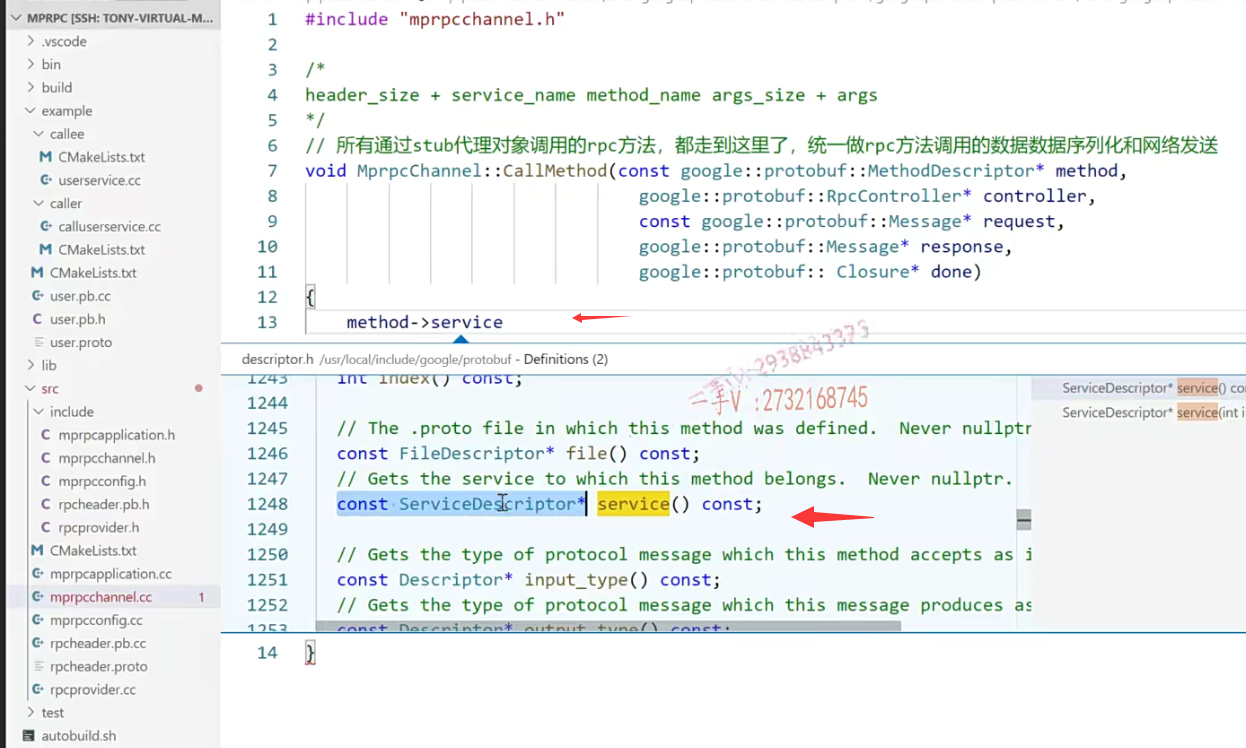 MPRPC [SSH: TONY-VIRTUAL-M...
.vscode
bin
build
example
callee
CMakeLists.txt
userservice.cc
caller
calluserservice.cc
CMakeLists.txt
CMakeLists.txt
user.pb.cc
user.pb.h
user.proto
lib
src
include
mprpcapplication.h
mprpcchannel.h
mprpcconfig.h
rpcheader.pb.h
rpcprovider.h
CMakeLists.txt
mprpcapplication.cc
mprpcchannel.cc 1
mprpcconfig.cc
rpcheader.pb.cc
rpcheader.proto
rpcprovider.cc
test
autobuild.sh
1 #include "mprpcchannel.h"
2
3 /*
4 header_size + service_name method_name args_size + args
5 */
6 // 所有通过stub代理对象调用的rpc方法，都走到这里了，统一做rpc方法调用的数据数据序列化和网络发送
7 void MprpcChannel::CallMethod(const google::protobuf::MethodDescriptor* method,
8 google::protobuf::RpcController* controller,
9 const google::protobuf::Message* request,
10 google::protobuf::Message* response,
11 google::protobuf:: Closure* done)
12 {
13 method->service
descriptor.h /usr/local/include/google/protobuf - Definitions (2)
1243 int index() const;
1244
1245 // The .proto file in which this method was defined. Never nullptr
1246 const FileDescriptor* file() const;
1247 // Gets the service to which this method belongs. Never nullptr.
1248 const ServiceDescriptor* service() const;
1249
1250 // Gets the type of protocol message which this method accepts as i
1251 const Descriptor* input_type() const;
1252 // Gets the type of protocol message which this message produces as
1253 const Descriptor* output_type() const;
ServiceDescriptor* service() co
ServiceDescriptor* service(int i
二手V :2938843373
二手V :2732168745
14 }